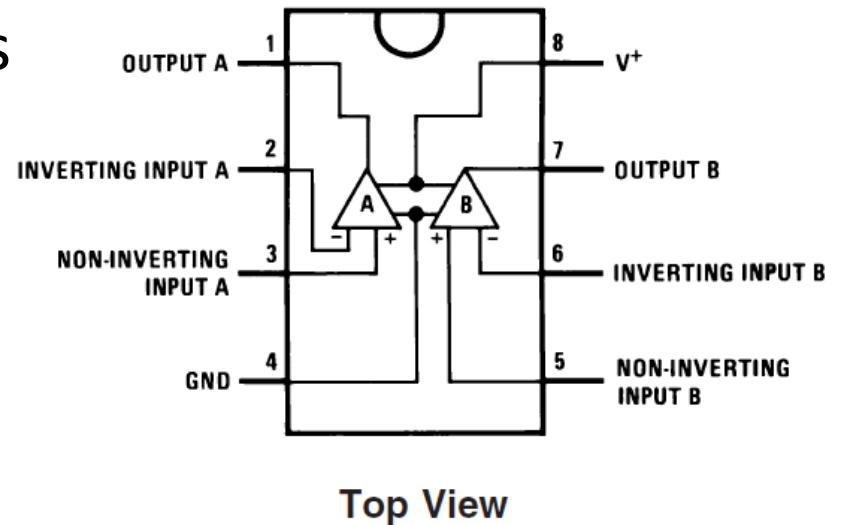 s
1
OUTPUT A
8
V+
2
INVERTING INPUT A
7
OUTPUT B
A
B
- +
+ -
3
NON-INVERTING
INPUT A
6
INVERTING INPUT B
4
GND
5
NON-INVERTING
INPUT B
Top View